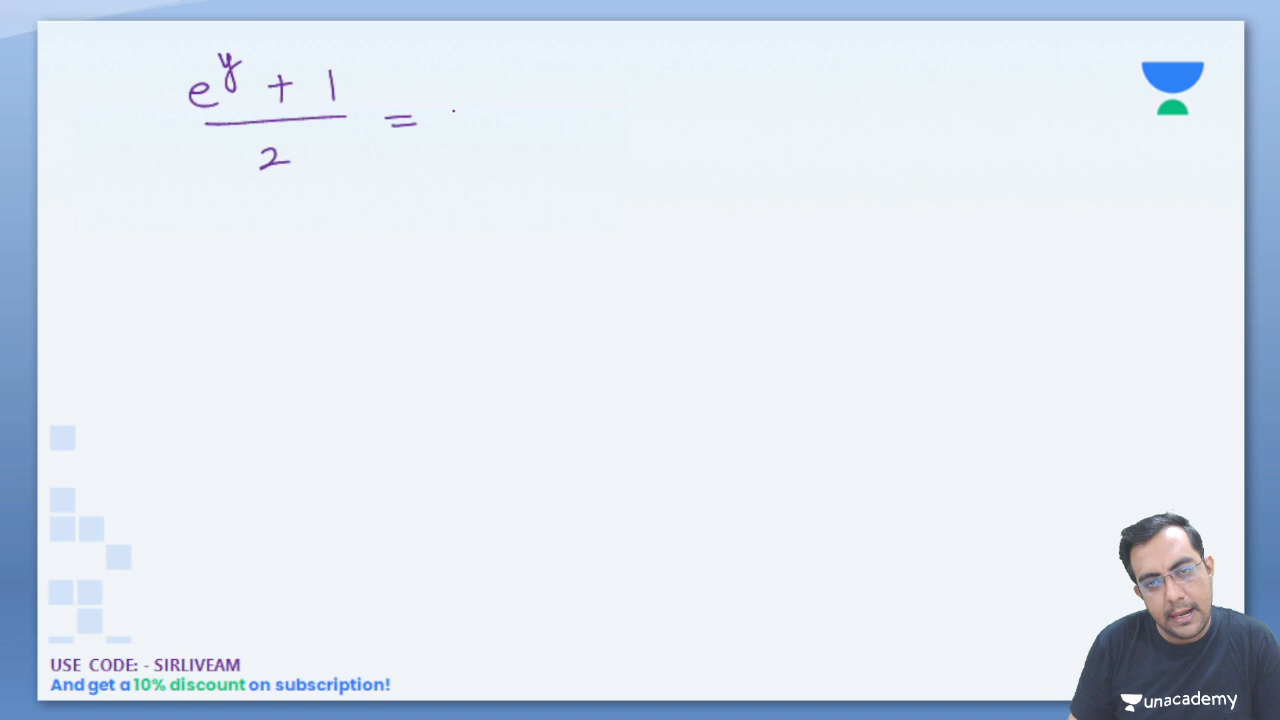 e^y + 1
2
=
USE CODE: - SIRLIVEAM
And get a 10% discount on subscription!
unacademy